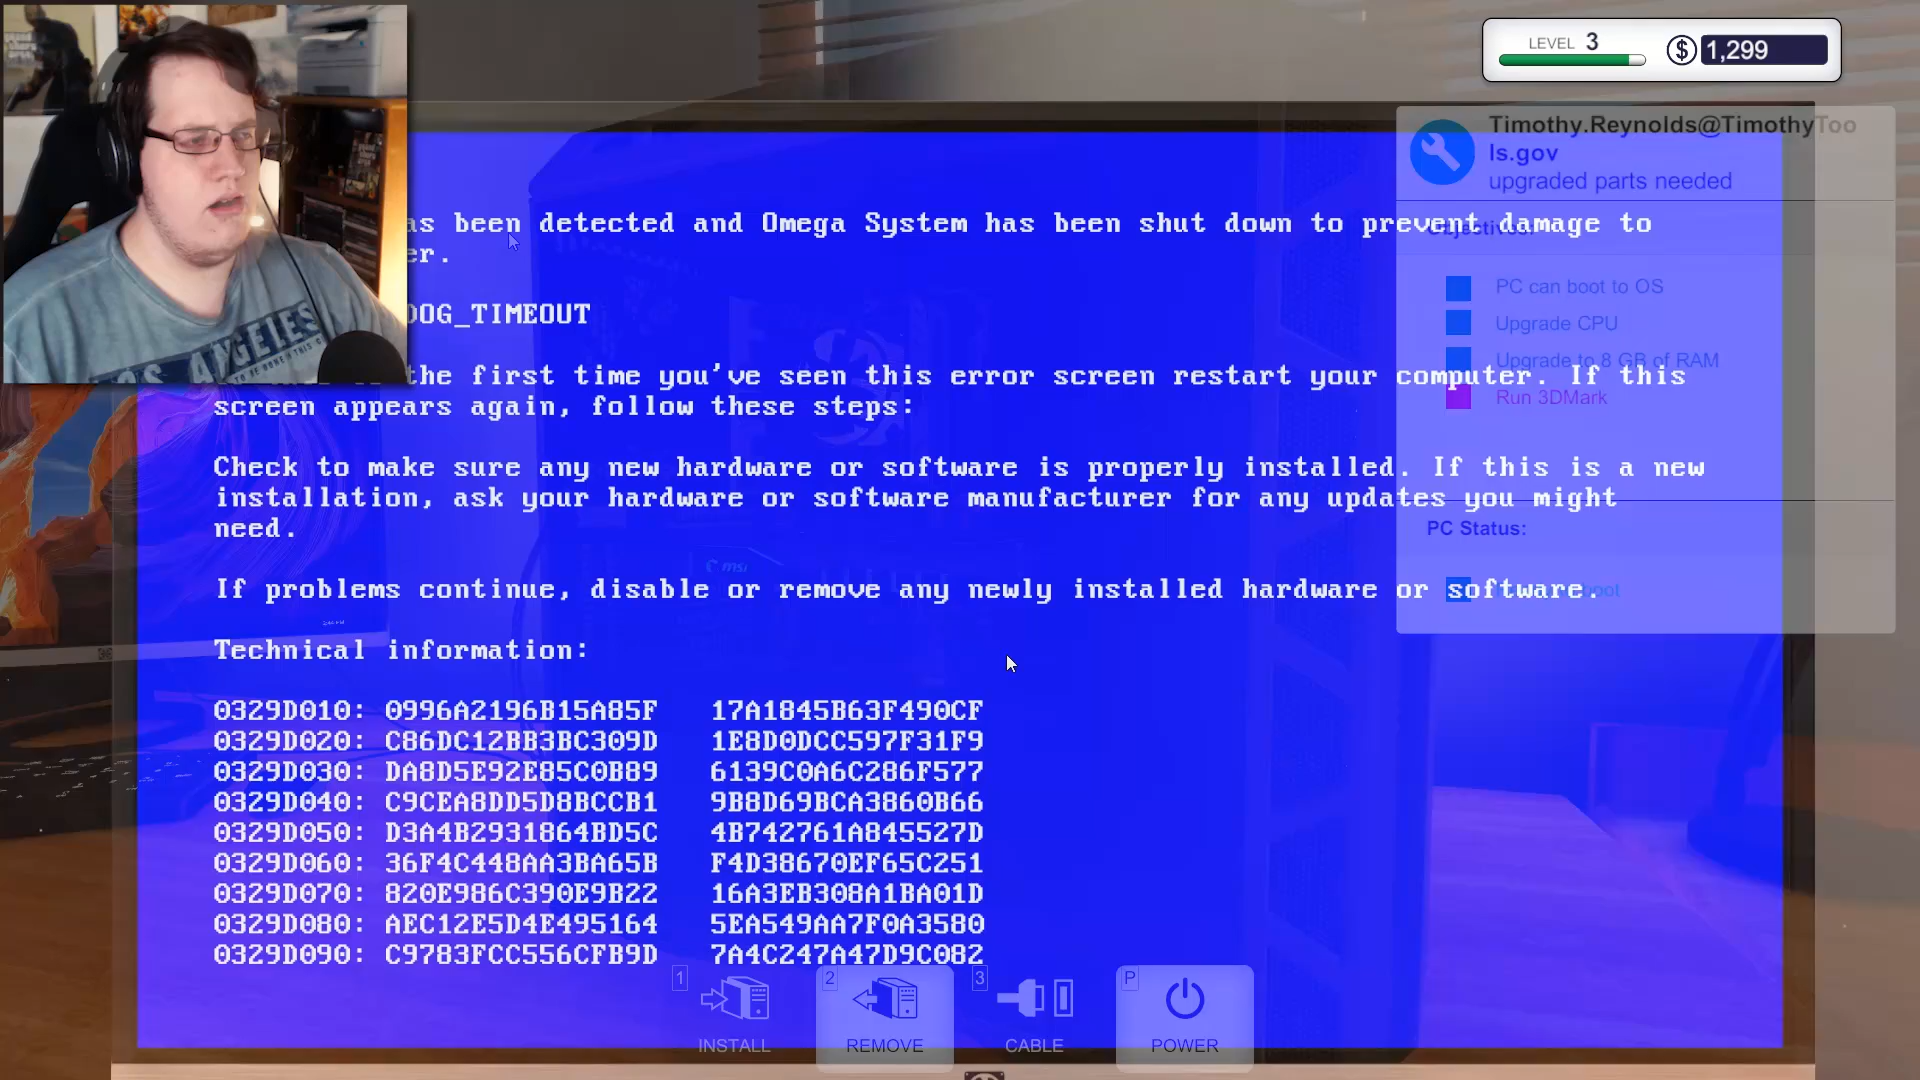 LEVEL 3
$ 1,299
Timothy.Reynolds@TimothyToo
ls.gov
upgraded parts needed
Objectives:
PC can boot to OS
Upgrade CPU
Upgrade to 8 GB of RAM
Run 3DMark
PC Status:
boot
as been detected and Omega System has been shut down to prevent damage to
er.
DOG_TIMEOUT
the first time you've seen this error screen restart your computer. If this
screen appears again, follow these steps:
Check to make sure any new hardware or software is properly installed. If this is a new
installation, ask your hardware or software manufacturer for any updates you might
need.
If problems continue, disable or remove any newly installed hardware or software.
Technical information:
0329D010: 0996A2196B15A85F 17A1845B63F490CF
0329D020: C86DC12BB3BC309D 1E8D0DCC597F31F9
0329D030: DA8D5E92E85C0B89 6139C0A6C286F577
0329D040: C9CEA8DD5D8BCCB1 9B8D69BCA3860B66
0329D050: D3A4B2931864BD5C 4B742761A845527D
0329D060: 36F4C448AA3BA65B F4D38670EF65C251
0329D070: 820E986C390E9B22 16A3EB308A1BA01D
0329D080: AEC12E5D4E495164 5EA549AA7F0A3580
0329D090: C9783FCC556CFB9D 7A4C247A47D9C082
msi
1 INSTALL
2 REMOVE
3 CABLE
P POWER
ANGELES